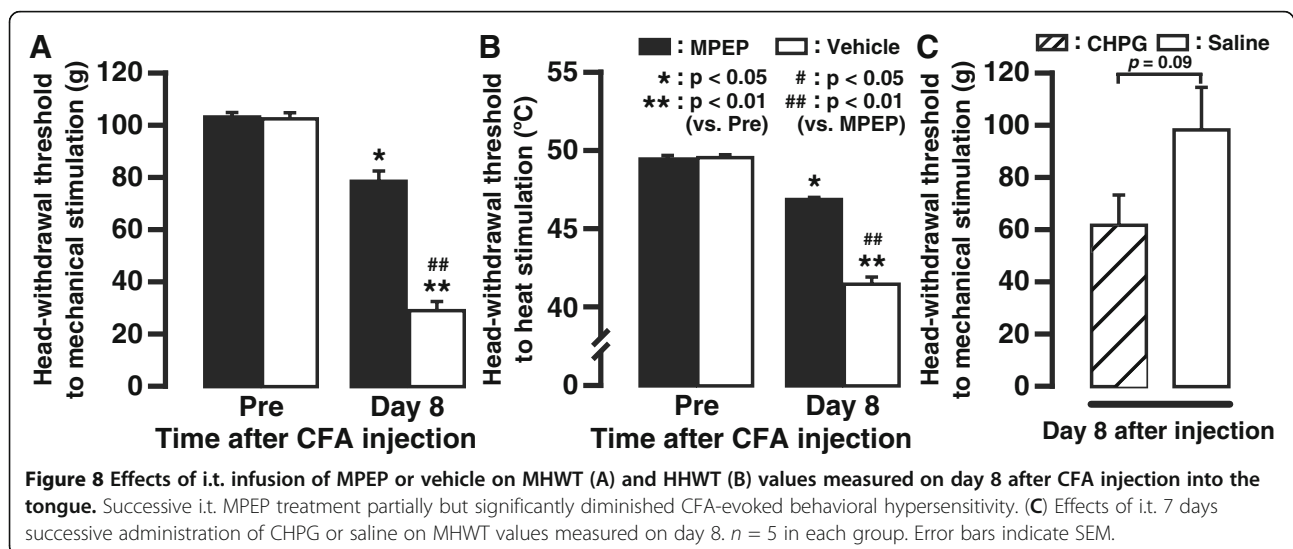 A
Head-withdrawal threshold
to mechanical stimulation (g)
120
100
80
60
40
20
0
*
##
**
Pre
Day 8
Time after CFA injection
B
: MPEP
: Vehicle
* : p < 0.05
** : p < 0.01
(vs. Pre)
# : p < 0.05
## : p < 0.01
(vs. MPEP)
Head-withdrawal threshold
to heat stimulation (°C)
55
50
45
40
0
*
##
**
Pre
Day 8
Time after CFA injection
C
: CHPG
: Saline
p = 0.09
Head-withdrawal threshold
to mechanical stimulation (g)
120
100
80
60
40
20
0
Day 8 after injection
Figure 8 Effects of i.t. infusion of MPEP or vehicle on MHWT (A) and HHWT (B) values measured on day 8 after CFA injection into the
tongue. Successive i.t. MPEP treatment partially but significantly diminished CFA-evoked behavioral hypersensitivity. (C) Effects of i.t. 7 days
successive administration of CHPG or saline on MHWT values measured on day 8. n = 5 in each group. Error bars indicate SEM.